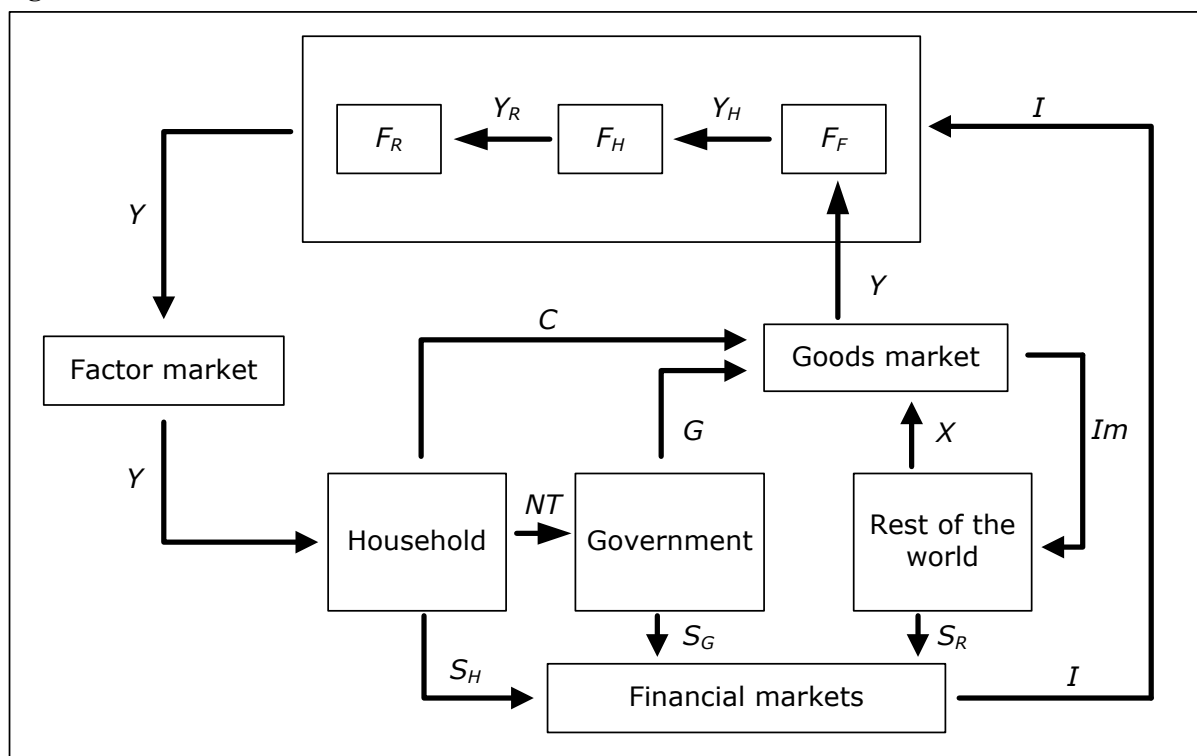 Y_R
Y_H
I
F_R
F_H
F_F
Y
Y
C
Goods market
Factor market
G
X
Im
Y
NT
Household
Government
Rest of the
world
S_H
S_G
S_R
Financial markets
I